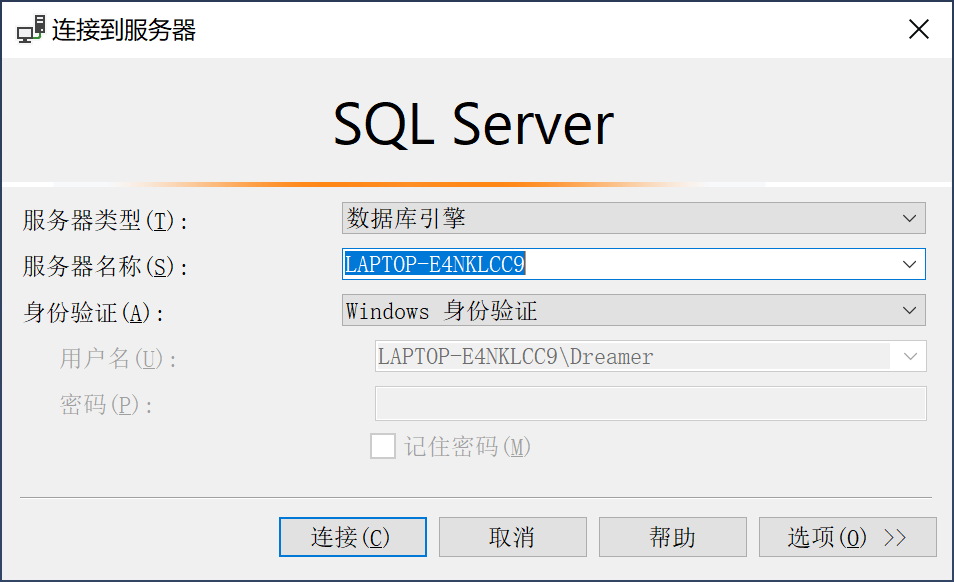 连接到服务器
SQL Server
服务器类型(T): 数据库引擎
服务器名称(S): LAPTOP-E4NKLCC9
身份验证(A): Windows 身份验证
用户名(U): LAPTOP-E4NKLCC9\Dreamer
密码(P):
记住密码(M)
连接(C) 取消 帮助 选项(O) >>